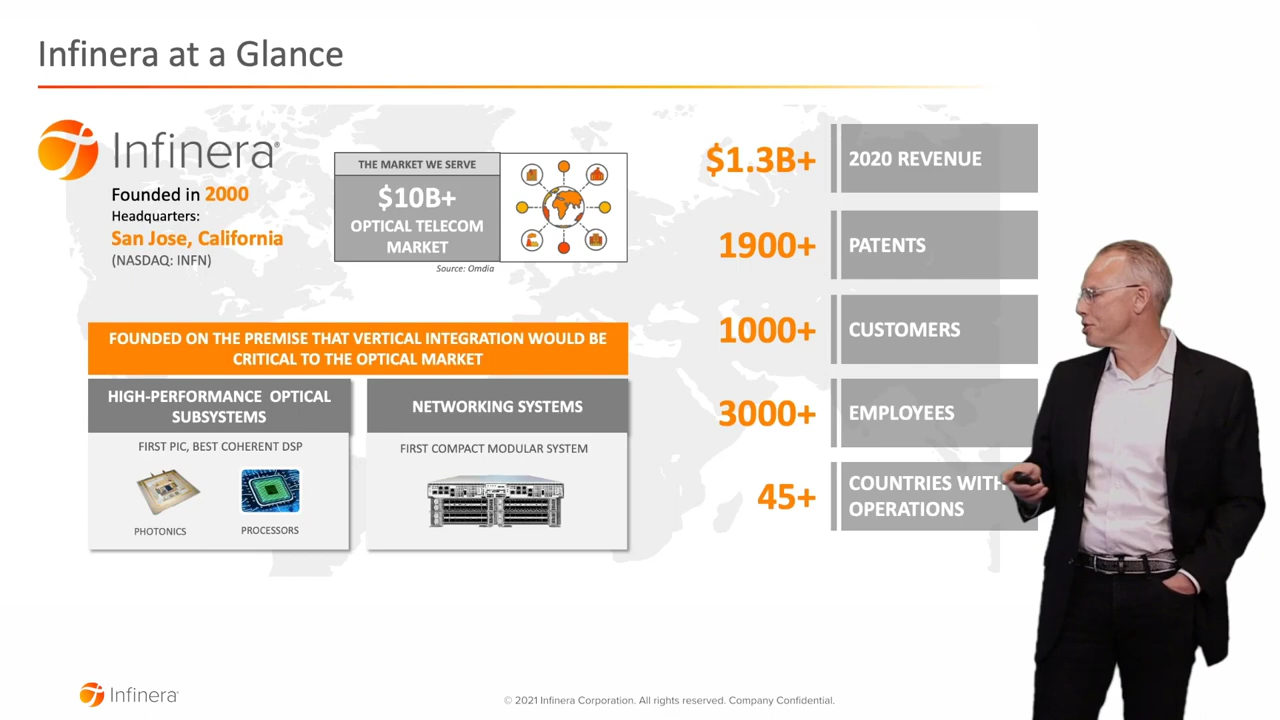 Infinera at a Glance
Infinera®
Founded in 2000
Headquarters:
San Jose, California
(NASDAQ: INFN)
THE MARKET WE SERVE
$10B+
OPTICAL TELECOM
MARKET
Source: Omdia
FOUNDED ON THE PREMISE THAT VERTICAL INTEGRATION WOULD BE
CRITICAL TO THE OPTICAL MARKET
HIGH-PERFORMANCE OPTICAL
SUBSYSTEMS
FIRST PIC, BEST COHERENT DSP
PHOTONICS
PROCESSORS
NETWORKING SYSTEMS
FIRST COMPACT MODULAR SYSTEM
$1.3B+ 2020 REVENUE
1900+ PATENTS
1000+ CUSTOMERS
3000+ EMPLOYEES
45+ COUNTRIES WITH
OPERATIONS
Infinera®
© 2021 Infinera Corporation. All rights reserved. Company Confidential.